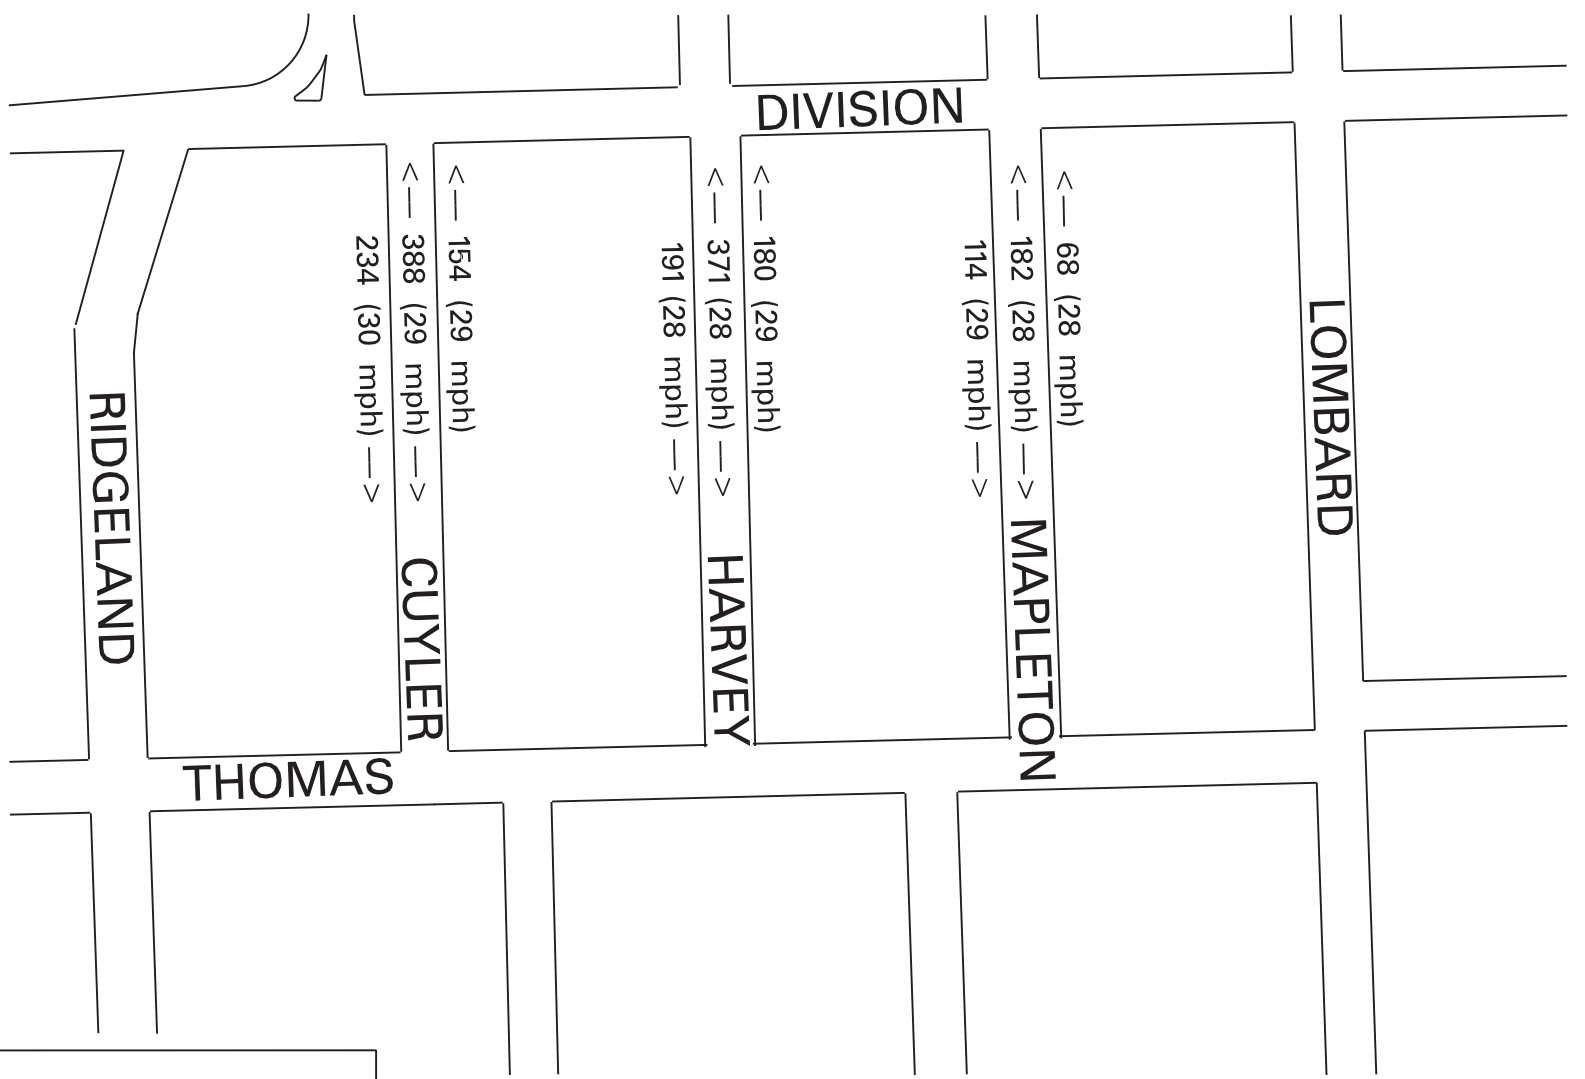 DIVISION
<— 154 (29 mph)
<— 388 (29 mph) —>
234 (30 mph) —>
<— 180 (29 mph)
<— 371 (28 mph) —>
191 (28 mph) —>
<— 68 (28 mph)
<— 182 (28 mph) —>
114 (29 mph) —>
RIDGELAND
CUYLER
HARVEY
MAPLETON
LOMBARD
THOMAS